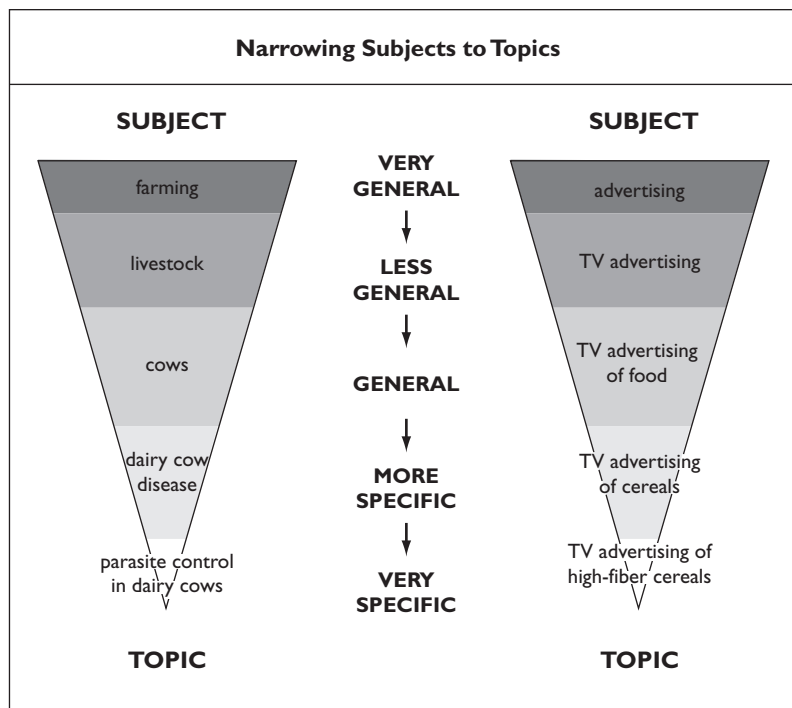 Narrowing Subjects to Topics
SUBJECT
farming
livestock
cows
dairy cow
disease
parasite control
in dairy cows
TOPIC
VERY
GENERAL
LESS
GENERAL
GENERAL
MORE
SPECIFIC
VERY
SPECIFIC
SUBJECT
advertising
TV advertising
TV advertising
of food
TV advertising
of cereals
TV advertising of
high-fiber cereals
TOPIC